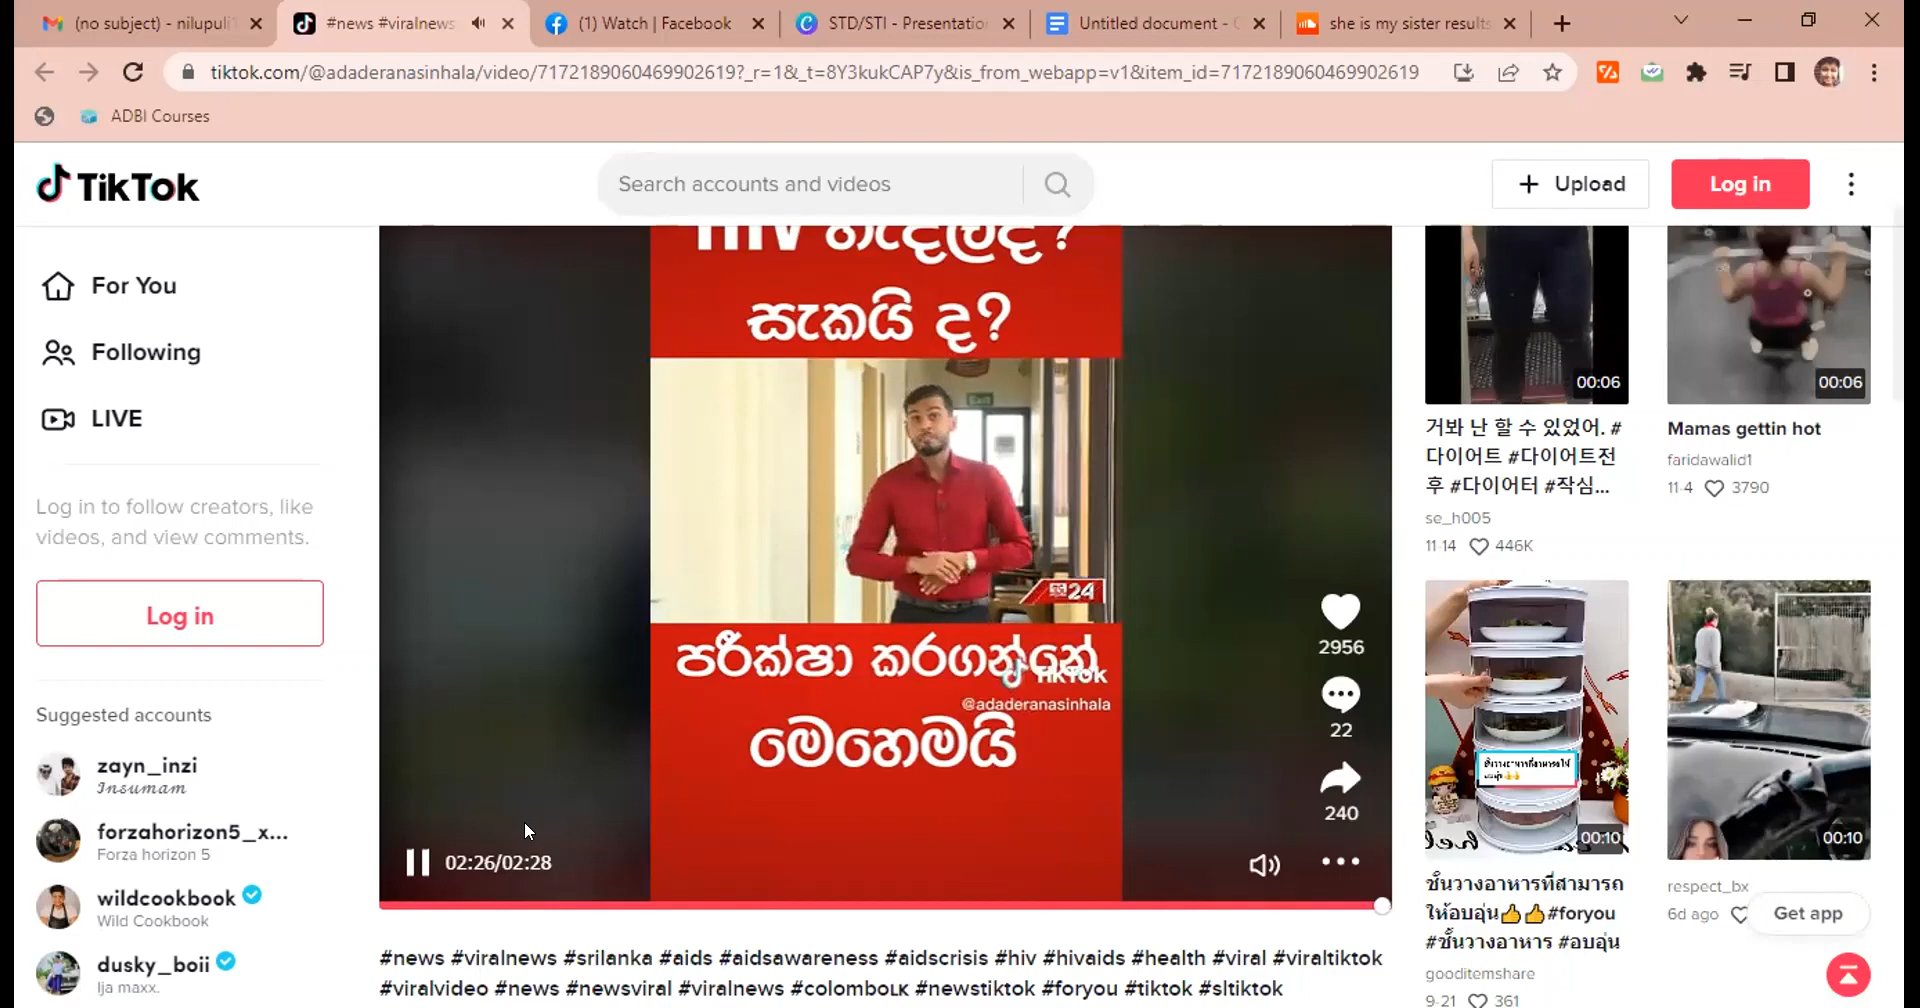 (no subject) - nilupuli
#news #viralnews
(1) Watch | Facebook
STD/STI - Presentatio
Untitled document -
she is my sister results
tiktok.com/@adaderanasinhala/video/7172189060469902619?_r=1&_t=8Y3kukCAP7y&is_from_webapp=v1&item_id=7172189060469902619
ADBI Courses
TikTok
Search accounts and videos
Upload
Log in
For You
Following
LIVE
Log in to follow creators, like
videos, and view comments.
Log in
Suggested accounts
zayn_inzi
Insumam
forzahorizon5_x...
Forza horizon 5
wildcookbook
Wild Cookbook
dusky_boii
Ija maxx.
HIV හැදිලාද?
සැකයි ද?
Exit
24
පරීක්ෂා කරගන්නේ
TikTok
@adaderanasinhala
මෙහෙමයි
2956
22
240
02:26/02:28
#news #viralnews #srilanka #aids #aidsawareness #aidscrisis #hiv #hivaids #health #viral #viraltiktok
#viralvideo #news #newsviral #viralnews #colomboʟᴋ #newstiktok #foryou #tiktok #sltiktok
00:06
거봐 난 할 수 있었어. #
다이어트 #다이어트전
후 #다이어터 #작심...
se_h005
11-14 446K
00:06
Mamas gettin hot
faridawalid1
11-4 3790
00:10
ชั้นวางอาหารที่สามารถ
ให้อบอุ่น👍👍#foryou
#ชั้นวางอาหาร #อบอุ่น
gooditemshare
9-21 361
00:10
respect_bx
6d ago
Get app